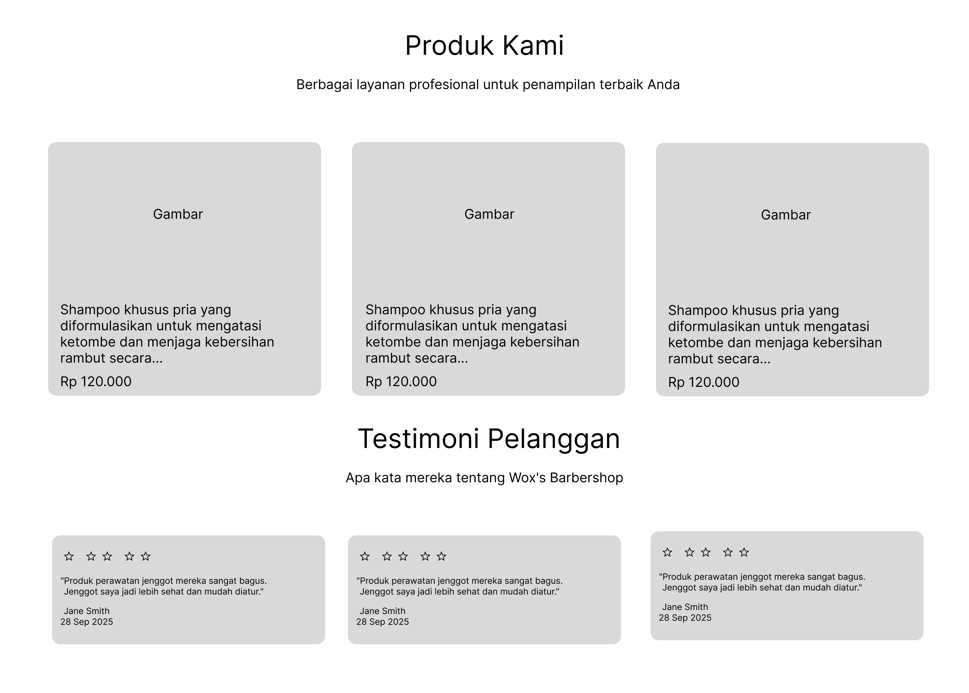 Produk Kami
Berbagai layanan profesional untuk penampilan terbaik Anda
Gambar
Shampoo khusus pria yang
diformulasikan untuk mengatasi
ketombe dan menjaga kebersihan
rambut secara...
Rp 120.000
Gambar
Shampoo khusus pria yang
diformulasikan untuk mengatasi
ketombe dan menjaga kebersihan
rambut secara...
Rp 120.000
Gambar
Shampoo khusus pria yang
diformulasikan untuk mengatasi
ketombe dan menjaga kebersihan
rambut secara...
Rp 120.000
Testimoni Pelanggan
Apa kata mereka tentang Wox's Barbershop
"Produk perawatan jenggot mereka sangat bagus.
Jenggot saya jadi lebih sehat dan mudah diatur."
Jane Smith
28 Sep 2025
"Produk perawatan jenggot mereka sangat bagus.
Jenggot saya jadi lebih sehat dan mudah diatur."
Jane Smith
28 Sep 2025
"Produk perawatan jenggot mereka sangat bagus.
Jenggot saya jadi lebih sehat dan mudah diatur."
Jane Smith
28 Sep 2025